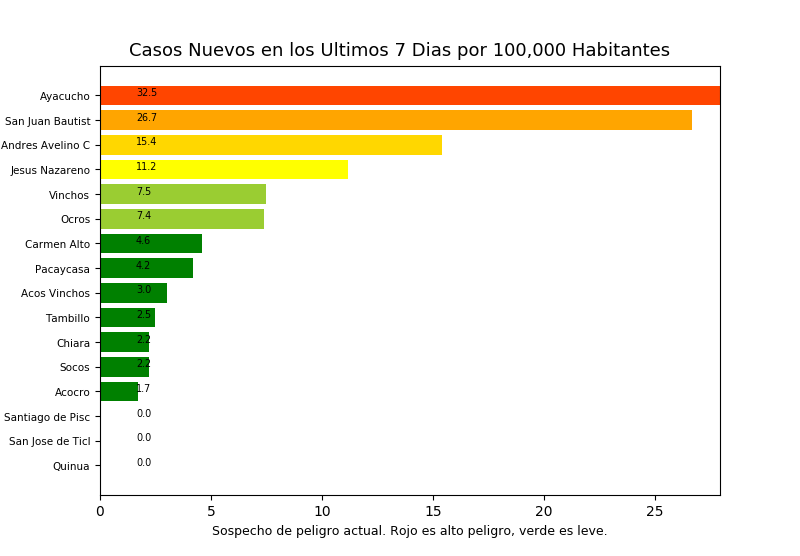 Casos Nuevos en los Ultimos 7 Dias por 100,000 Habitantes
Ayacucho 32.5
San Juan Bautist 26.7
Andres Avelino C 15.4
Jesus Nazareno 11.2
Vinchos 7.5
Ocros 7.4
Carmen Alto 4.6
Pacaycasa 4.2
Acos Vinchos 3.0
Tambillo 2.5
Chiara 2.2
Socos 2.2
Acocro 1.7
Santiago de Pisc 0.0
San Jose de Ticl 0.0
Quinua 0.0
0 5 10 15 20 25
Sospecho de peligro actual. Rojo es alto peligro, verde es leve.